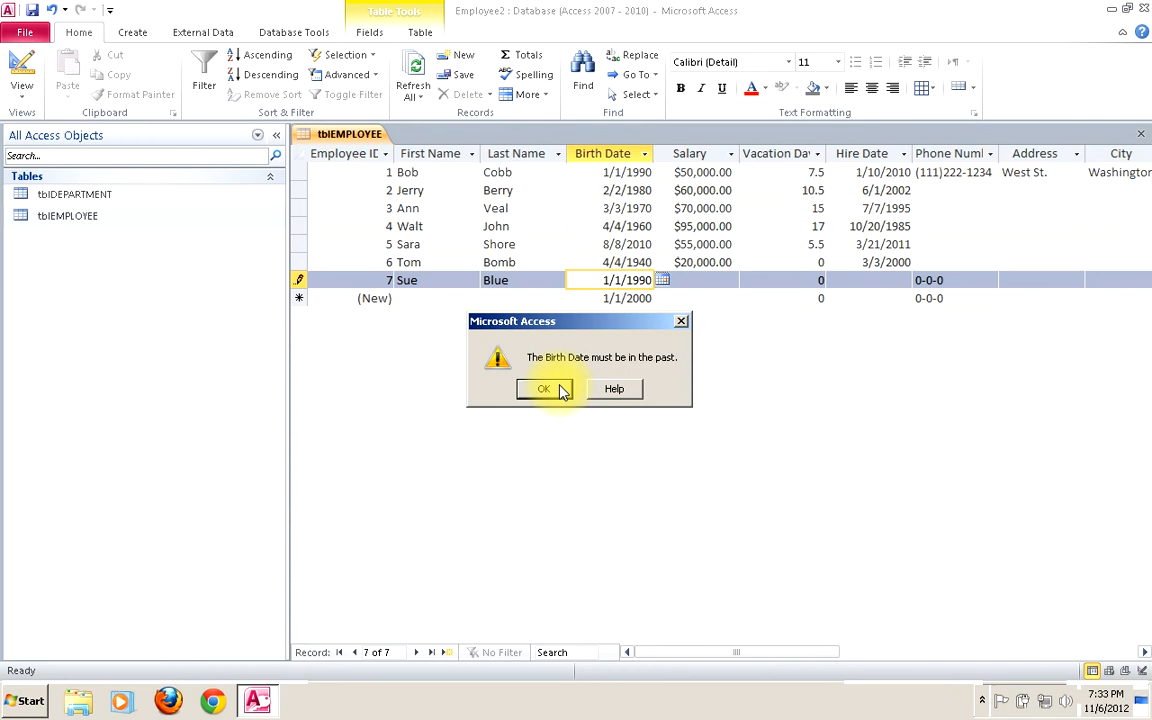 Table Tools
Employee2 : Database (Access 2007 - 2010) - Microsoft Access
File Home Create External Data Database Tools Fields Table
View
Views
Paste
Cut
Copy
Format Painter
Clipboard
Filter
Ascending
Descending
Remove Sort
Selection
Advanced
Toggle Filter
Sort & Filter
Refresh All
New
Save
Delete
Totals
Spelling
More
Records
Find
Replace
Go To
Select
Find
Calibri (Detail) 11
B I U A
Text Formatting
All Access Objects
Search...
Tables
tblDEPARTMENT
tblEMPLOYEE
tblEMPLOYEE
Employee ID First Name Last Name Birth Date Salary Vacation Day Hire Date Phone Numl Address City
1 Bob Cobb 1/1/1990 $50,000.00 7.5 1/10/2010 (111)222-1234 West St. Washington
2 Jerry Berry 2/2/1980 $60,000.00 10.5 6/1/2002
3 Ann Veal 3/3/1970 $70,000.00 15 7/7/1995
4 Walt John 4/4/1960 $95,000.00 17 10/20/1985
5 Sara Shore 8/8/2010 $55,000.00 5.5 3/21/2011
6 Tom Bomb 4/4/1940 $20,000.00 0 3/3/2000
7 Sue Blue 1/1/1990 0 0-0-0
(New) 1/1/2000 0 0-0-0
Microsoft Access
The Birth Date must be in the past.
OK Help
Record: 7 of 7 No Filter Search
Ready
Start
7:33 PM
11/6/2012